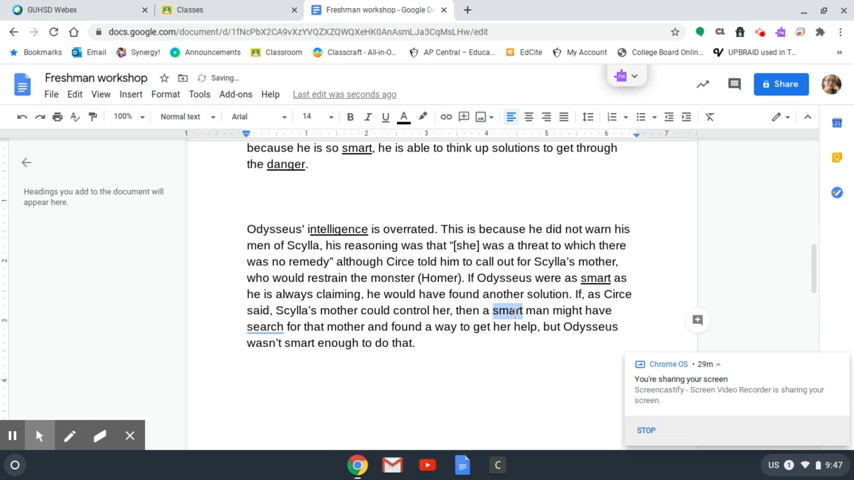 GUHSD Webex
Classes
Freshman workshop - Google Do
docs.google.com/document/d/1fNcPbX2CA9vXzYVQZXZQWQXeHK0AnAsmLJa3CqMsLHw/edit
Bookmarks
Email
Synergy!
Announcements
Classroom
Classcraft - All-in-O...
AP Central – Educa...
EdCite
My Account
College Board Onlin...
UPBRAID used in T...
Freshman workshop
Saving...
Share
File Edit View Insert Format Tools Add-ons Help Last edit was seconds ago
100% Normal text Arial 14 B I U A
1 1 2 3 4 5 6 7
because he is so smart, he is able to think up solutions to get through
the danger.
Headings you add to the document will
appear here.
Odysseus' intelligence is overrated. This is because he did not warn his
men of Scylla, his reasoning was that “[she] was a threat to which there
was no remedy” although Circe told him to call out for Scylla’s mother,
who would restrain the monster (Homer). If Odysseus were as smart as
he is always claiming, he would have found another solution. If, as Circe
said, Scylla’s mother could control her, then a smart man might have
search for that mother and found a way to get her help, but Odysseus
wasn’t smart enough to do that.
Chrome OS • 29m
You're sharing your screen
Screencastify - Screen Video Recorder is sharing your
screen.
STOP
C
US 1 9:47